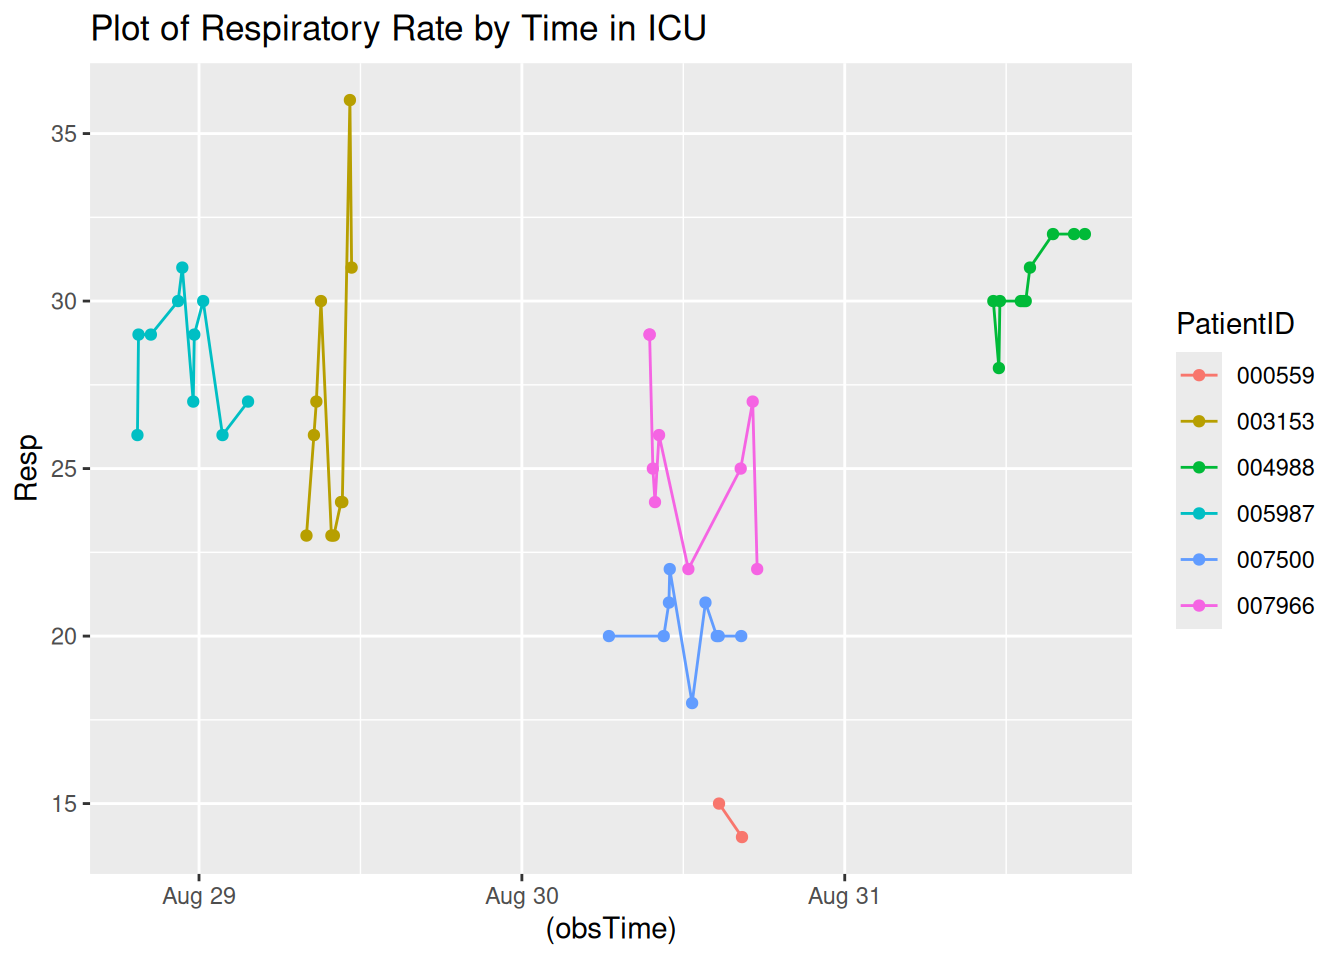 Plot of Respiratory Rate by Time in ICU
35
30
25
20
15
Resp
Aug 29
Aug 30
Aug 31
(obsTime)
PatientID
000559
003153
004988
005987
007500
007966